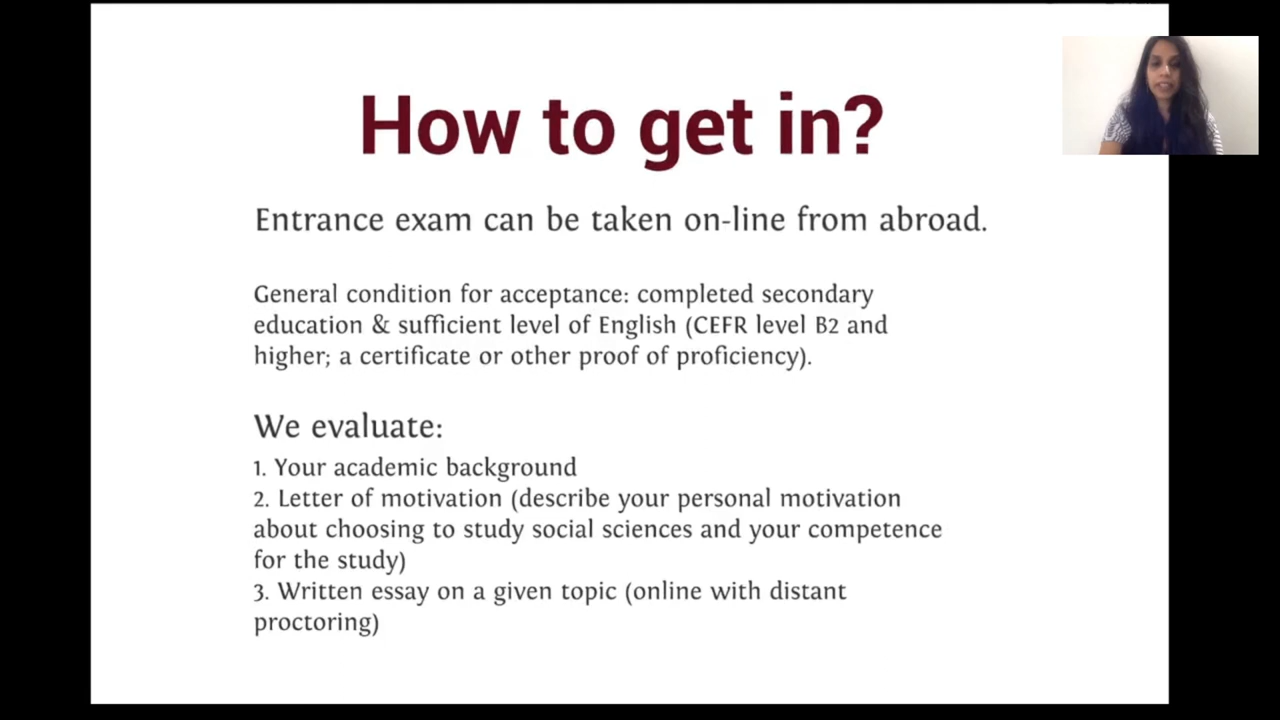 How to get in?
Entrance exam can be taken on-line from abroad.
General condition for acceptance: completed secondary
education & sufficient level of English (CEFR level B2 and
higher; a certificate or other proof of proficiency).
We evaluate:
1. Your academic background
2. Letter of motivation (describe your personal motivation
about choosing to study social sciences and your competence
for the study)
3. Written essay on a given topic (online with distant
proctoring)